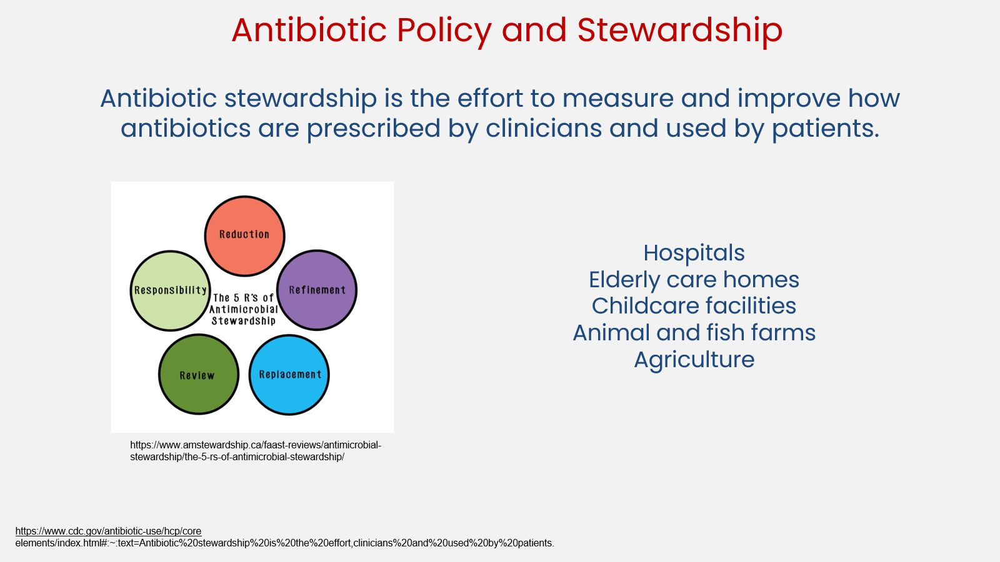 Antibiotic Policy and Stewardship
Antibiotic stewardship is the effort to measure and improve how
antibiotics are prescribed by clinicians and used by patients.
Reduction
Responsibility
Refinement
The 5 R's of
Antimicrobial
Stewardship
Review
Replacement
https://www.amstewardship.ca/faast-reviews/antimicrobial-
stewardship/the-5-rs-of-antimicrobial-stewardship/
Hospitals
Elderly care homes
Childcare facilities
Animal and fish farms
Agriculture
https://www.cdc.gov/antibiotic-use/hcp/core
elements/index.html#:~:text=Antibiotic%20stewardship%20is%20the%20effort,clinicians%20and%20used%20by%20patients.